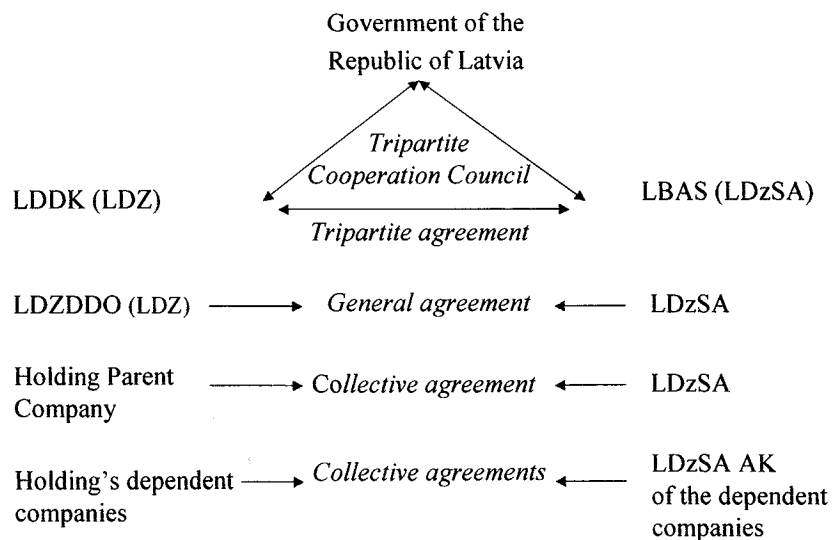 Government of the
Republic of Latvia
Tripartite
Cooperation Council
LDDK (LDZ)
LBAS (LDzSA)
Tripartite agreement
LDZDDO (LDZ) General agreement LDzSA
Holding Parent
Company
Collective agreement
LDzSA
Holding's dependent
companies
Collective agreements
LDzSA AK
of the dependent
companies